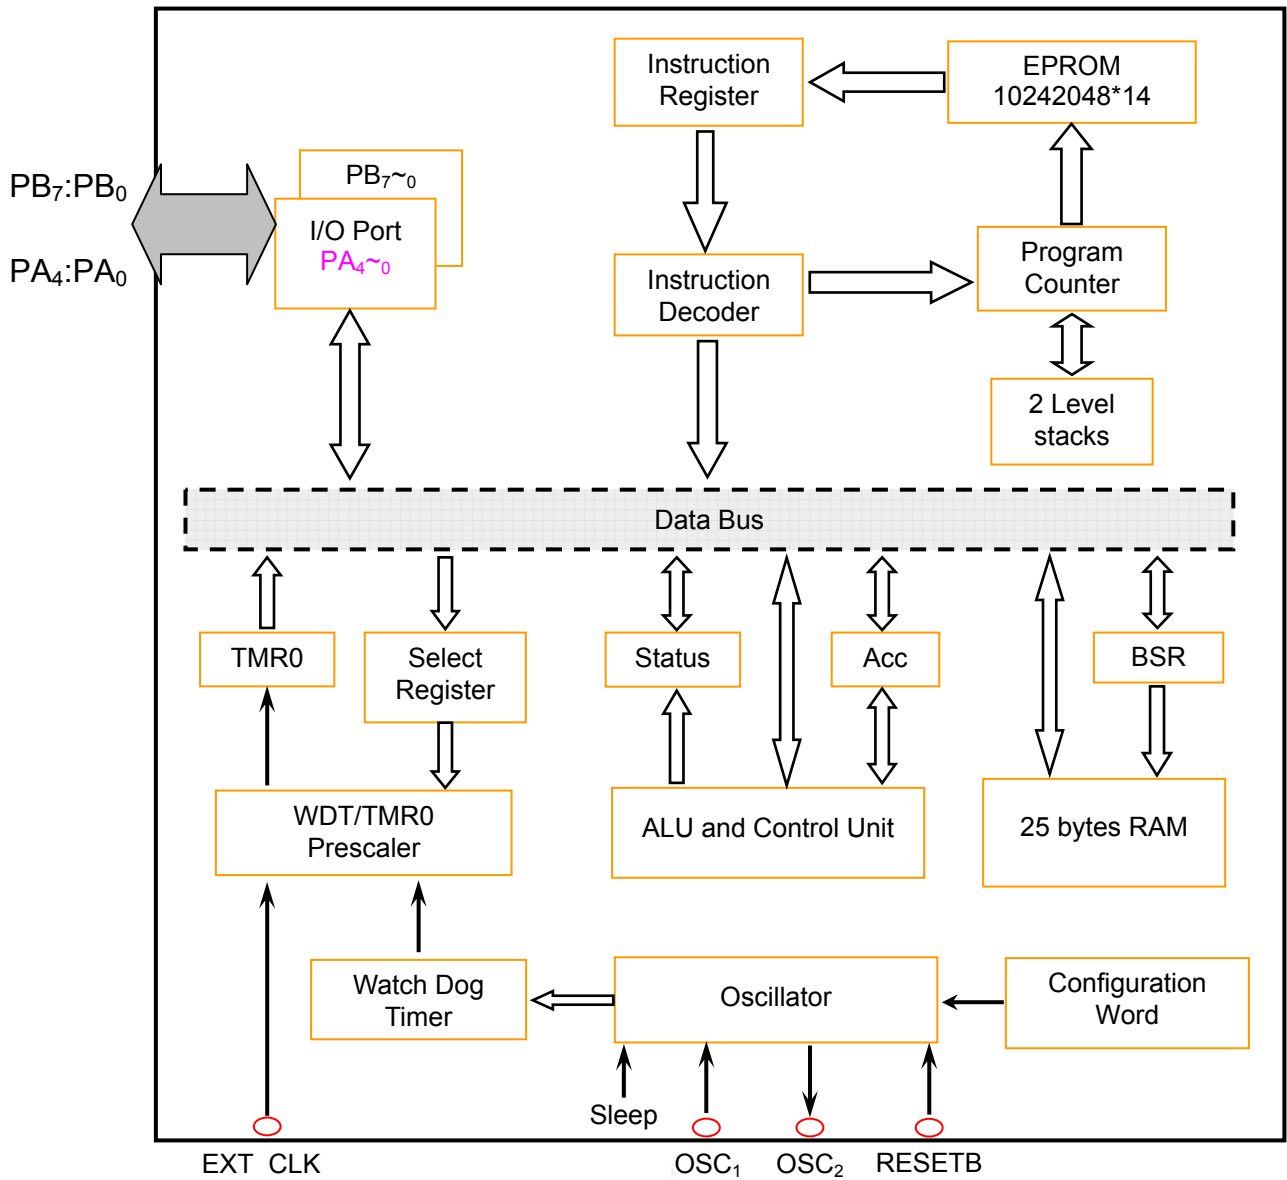 Instruction
Register
EPROM
10242048*14
PB₇:PB₀
PA₄:PA₀
PB₇~₀
I/O Port
PA₄~₀
Instruction
Decoder
Program
Counter
2 Level
stacks
Data Bus
TMR0
Select
Register
Status
Acc
BSR
WDT/TMR0
Prescaler
ALU and Control Unit
25 bytes RAM
Watch Dog
Timer
Oscillator
Configuration
Word
Sleep
EXT CLK
OSC₁
OSC₂
RESETB